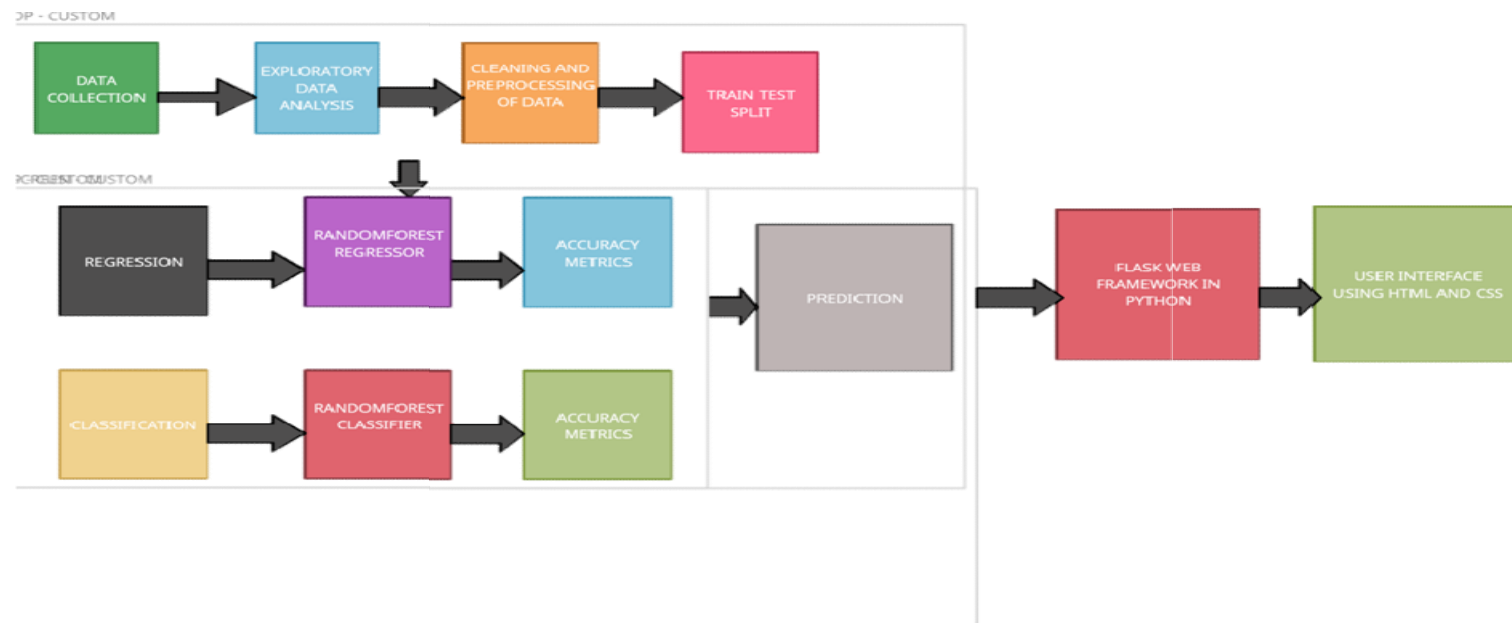 OP - CUSTOM
DATA
COLLECTION
EXPLORATORY
DATA
ANALYSIS
CLEANING AND
PREPROCESSING
OF DATA
TRAIN TEST
SPLIT
CUSTOM
REGRESSION
RANDOMFOREST
REGRESSOR
ACCURACY
METRICS
PREDICTION
FLASK WEB
FRAMEWORK IN
PYTHON
USER INTERFACE
USING HTML AND CSS
CLASSIFICATION
RANDOMFOREST
CLASSIFIER
ACCURACY
METRICS